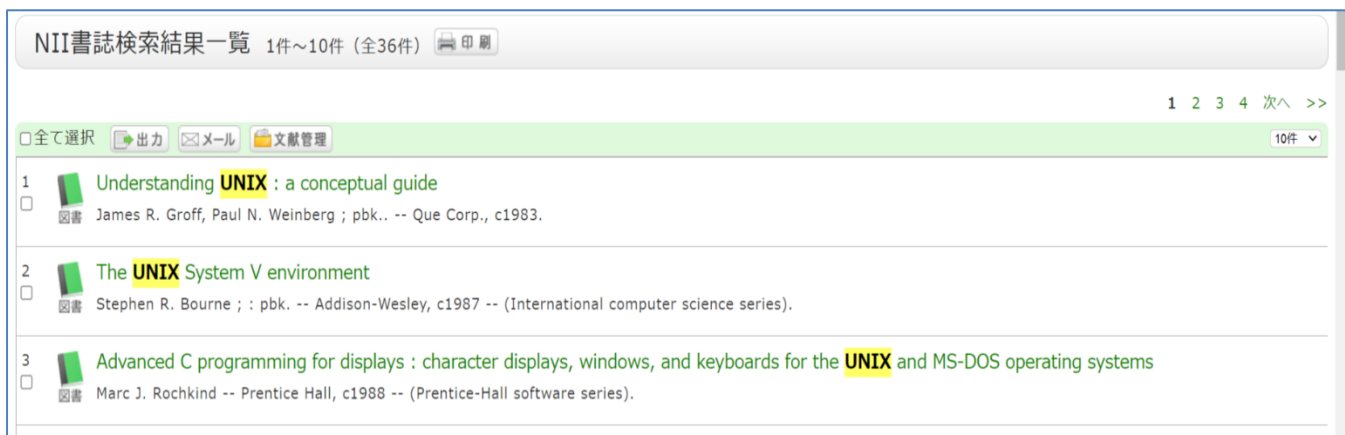 NII書誌検索結果一覧 1件～10件 (全36件) 印刷
1 2 3 4 次へ >>
全て選択 出力 メール 文献管理 10件
1 Understanding UNIX : a conceptual guide
図書 James R. Groff, Paul N. Weinberg ; pbk.. -- Que Corp., c1983.
2 The UNIX System V environment
図書 Stephen R. Bourne ; : pbk. -- Addison-Wesley, c1987 -- (International computer science series).
3 Advanced C programming for displays : character displays, windows, and keyboards for the UNIX and MS-DOS operating systems
図書 Marc J. Rochkind -- Prentice Hall, c1988 -- (Prentice-Hall software series).